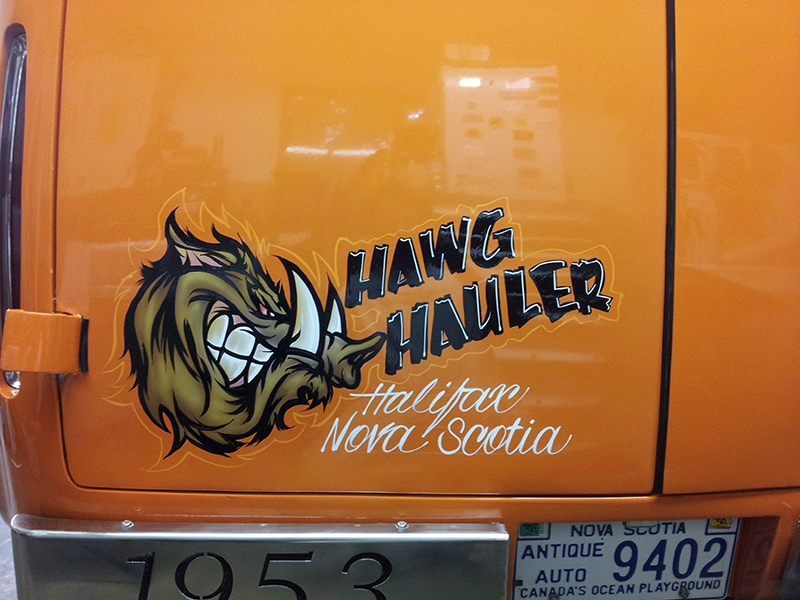 HAWG
HAULER
Halifax
Nova Scotia
1953
NOVA SCOTIA
ANTIQUE
AUTO
9402
CANADA'S OCEAN PLAYGROUND